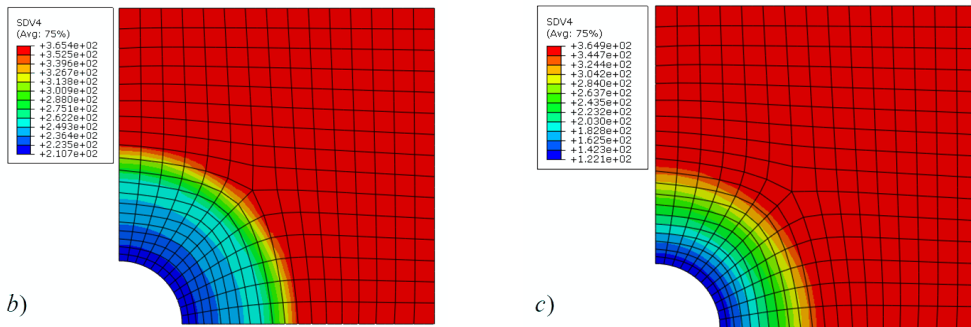 SDV4
(Avg: 75%)
+3.654e+02
+3.525e+02
+3.396e+02
+3.267e+02
+3.138e+02
+3.009e+02
+2.880e+02
+2.751e+02
+2.622e+02
+2.493e+02
+2.364e+02
+2.235e+02
+2.107e+02
b)
SDV4
(Avg: 75%)
+3.649e+02
+3.447e+02
+3.244e+02
+3.042e+02
+2.840e+02
+2.637e+02
+2.435e+02
+2.232e+02
+2.030e+02
+1.828e+02
+1.625e+02
+1.423e+02
+1.221e+02
c)